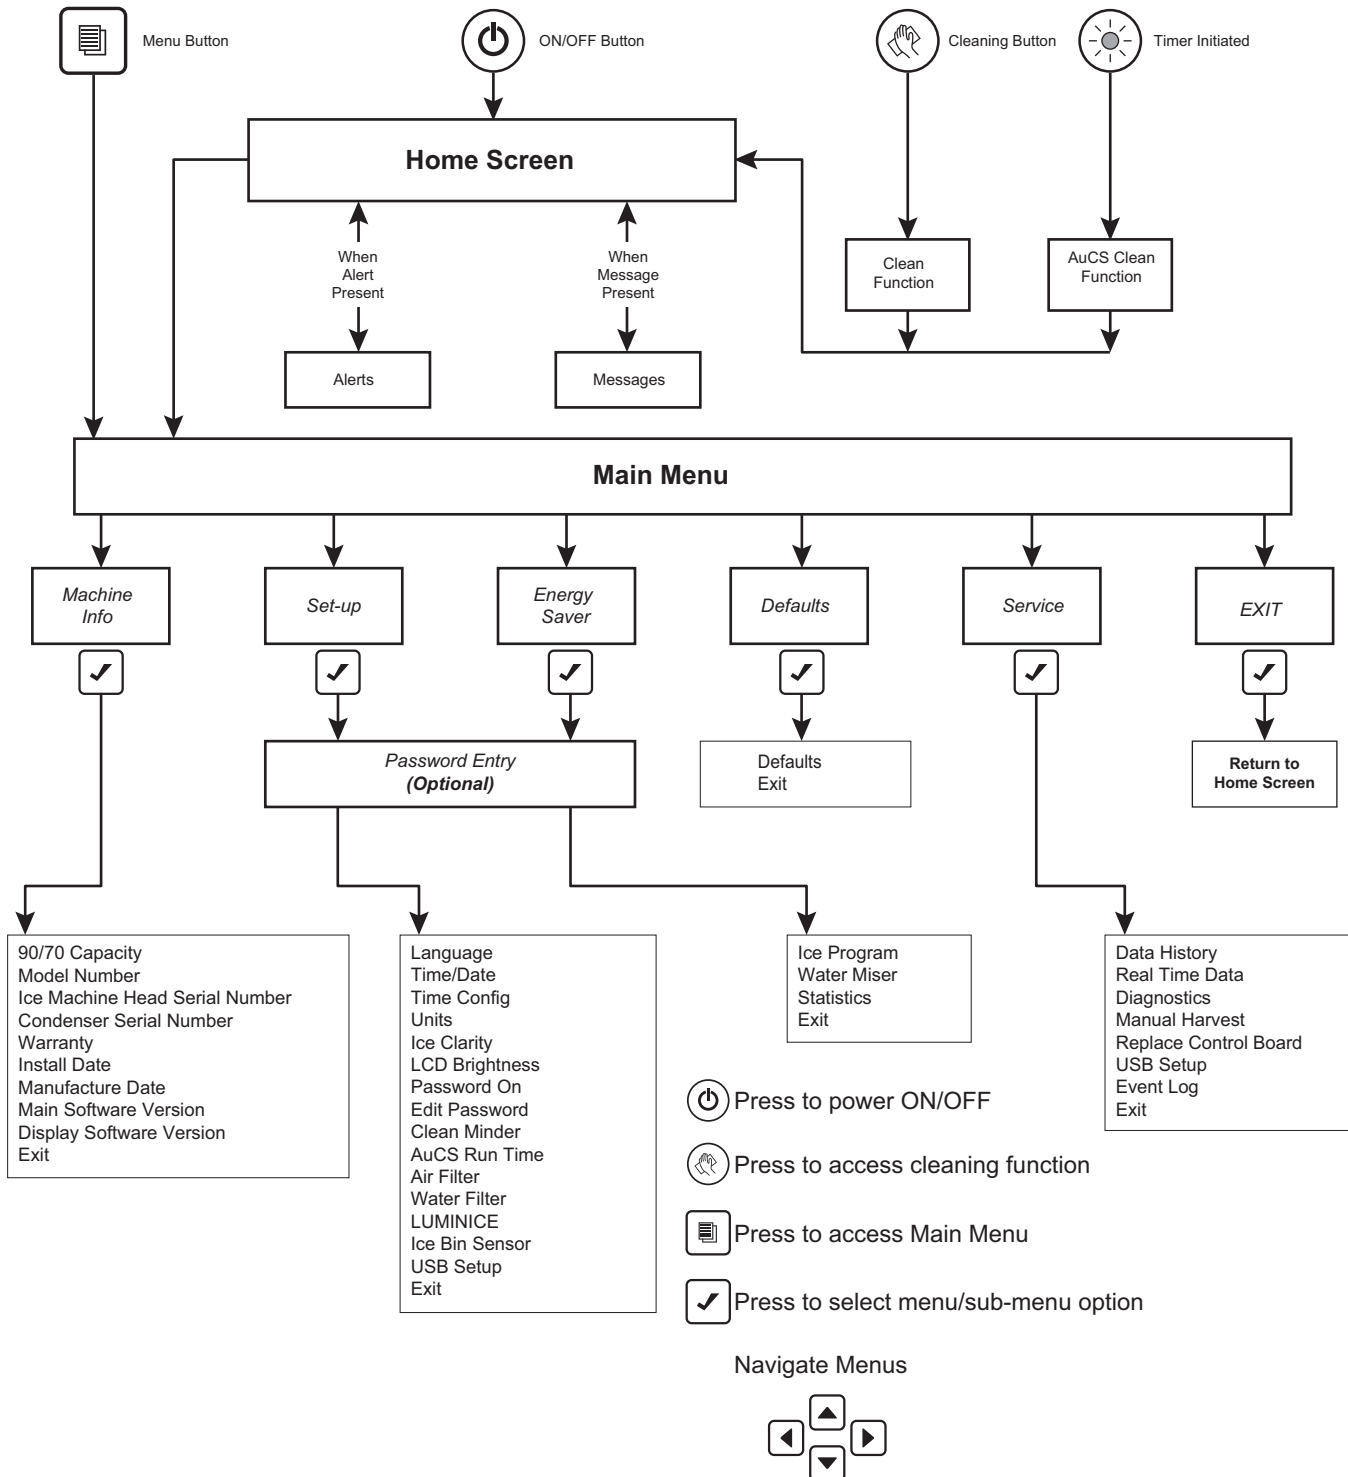 Menu Button
ON/OFF Button
Cleaning Button
Timer Initiated
Home Screen
When
Alert
Present
When
Message
Present
Clean
Function
AuCS Clean
Function
Alerts
Messages
Main Menu
Machine
Info
Set-up
Energy
Saver
Defaults
Service
EXIT
Password Entry
(Optional)
Defaults
Exit
Return to
Home Screen
90/70 Capacity
Model Number
Ice Machine Head Serial Number
Condenser Serial Number
Warranty
Install Date
Manufacture Date
Main Software Version
Display Software Version
Exit
Language
Time/Date
Time Config
Units
Ice Clarity
LCD Brightness
Password On
Edit Password
Clean Minder
AuCS Run Time
Air Filter
Water Filter
LUMINICE
Ice Bin Sensor
USB Setup
Exit
Ice Program
Water Miser
Statistics
Exit
Data History
Real Time Data
Diagnostics
Manual Harvest
Replace Control Board
USB Setup
Event Log
Exit
Press to power ON/OFF
Press to access cleaning function
Press to access Main Menu
Press to select menu/sub-menu option
Navigate Menus